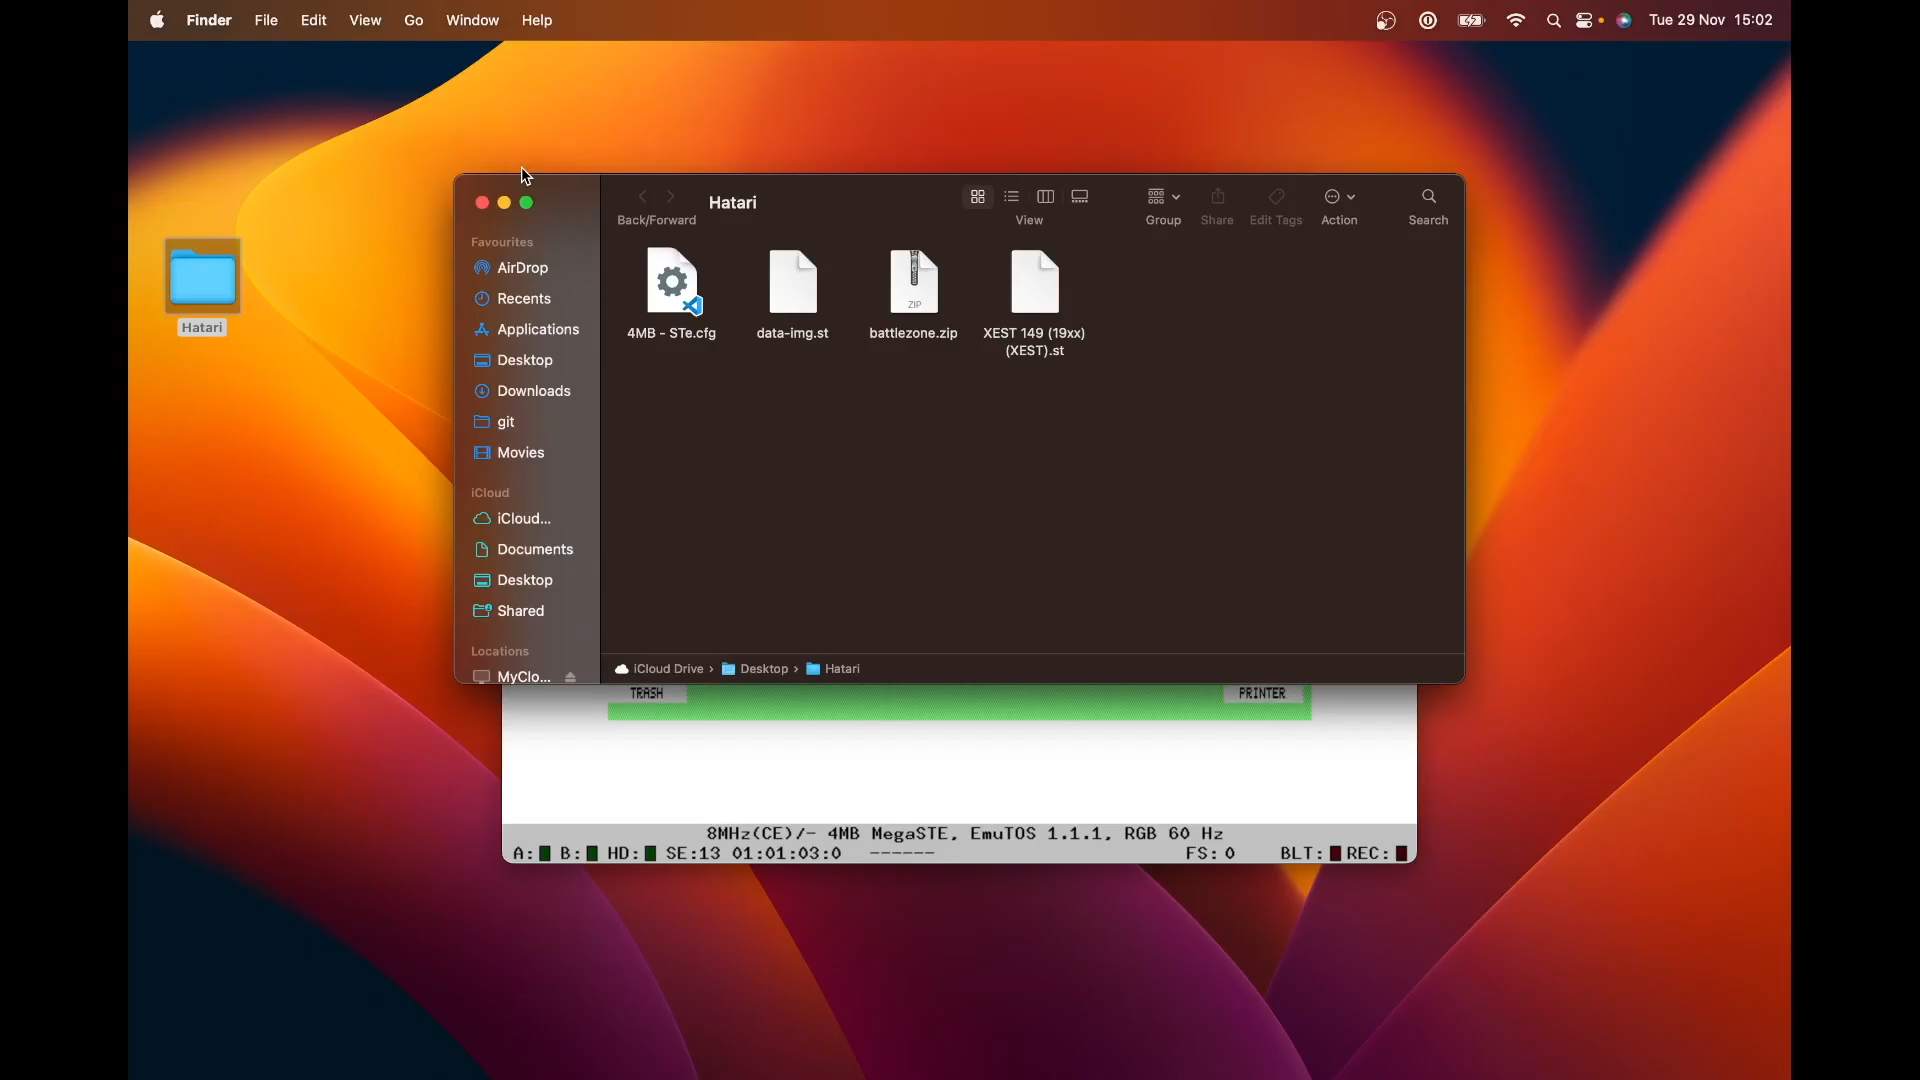 Finder File Edit View Go Window Help Tue 29 Nov 15:02
Hatari
Hatari
Back/Forward View Group Share Edit Tags Action Search
Favourites
AirDrop
Recents
Applications
Desktop
Downloads
git
Movies
iCloud
iCloud...
Documents
Desktop
Shared
Locations
MyClo...
4MB - STe.cfg
data-img.st
ZIP
battlezone.zip
XEST 149 (19xx)
(XEST).st
iCloud Drive › Desktop › Hatari
TRASH PRINTER
8MHz(CE)/- 4MB MegaSTE, EmuTOS 1.1.1, RGB 60 Hz
A: B: HD: SE:13 01:01:03:0 ------ FS: 0 BLT: REC: